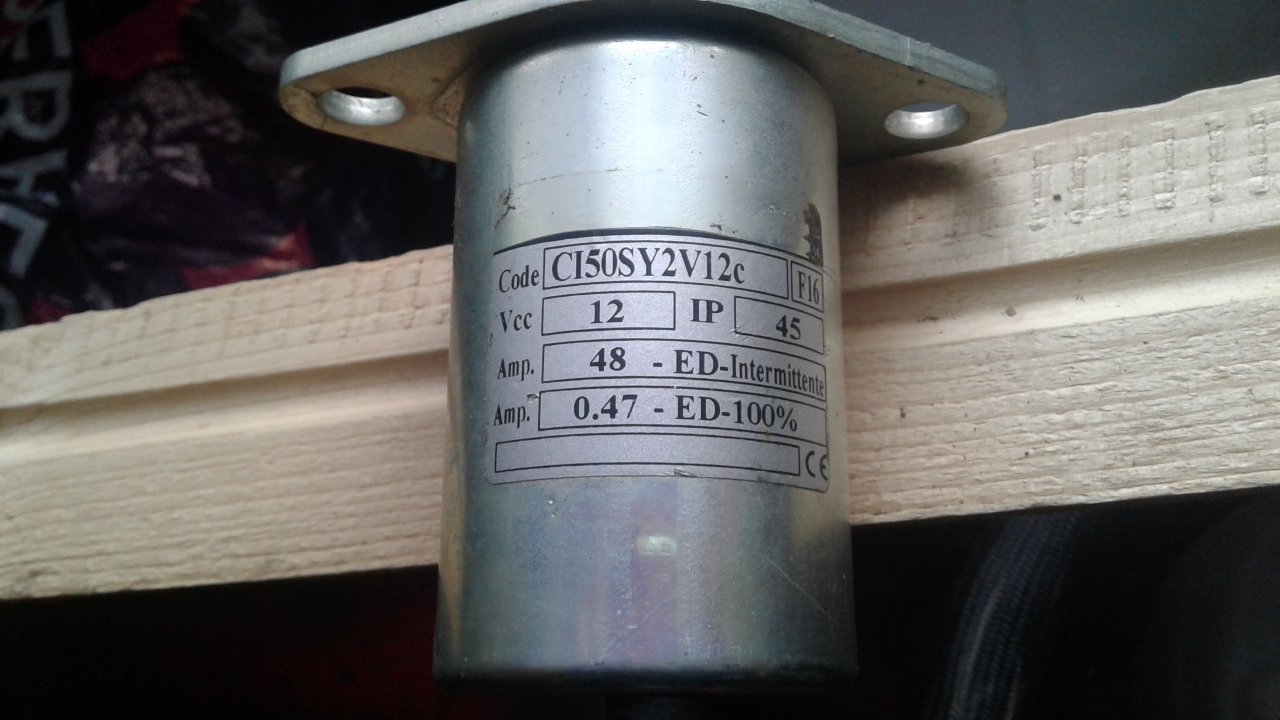 Code CI50SY2V12c F16
Vcc 12 IP 45
Amp. 48 - ED-Intermittente
Amp. 0.47 - ED-100%
CE